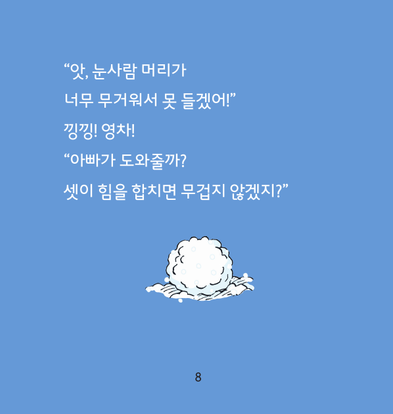 “앗, 눈사람 머리가
너무 무거워서 못 들겠어!”
낑낑! 영차!
“아빠가 도와줄까?
셋이 힘을 합치면 무겁지 않겠지?”
8